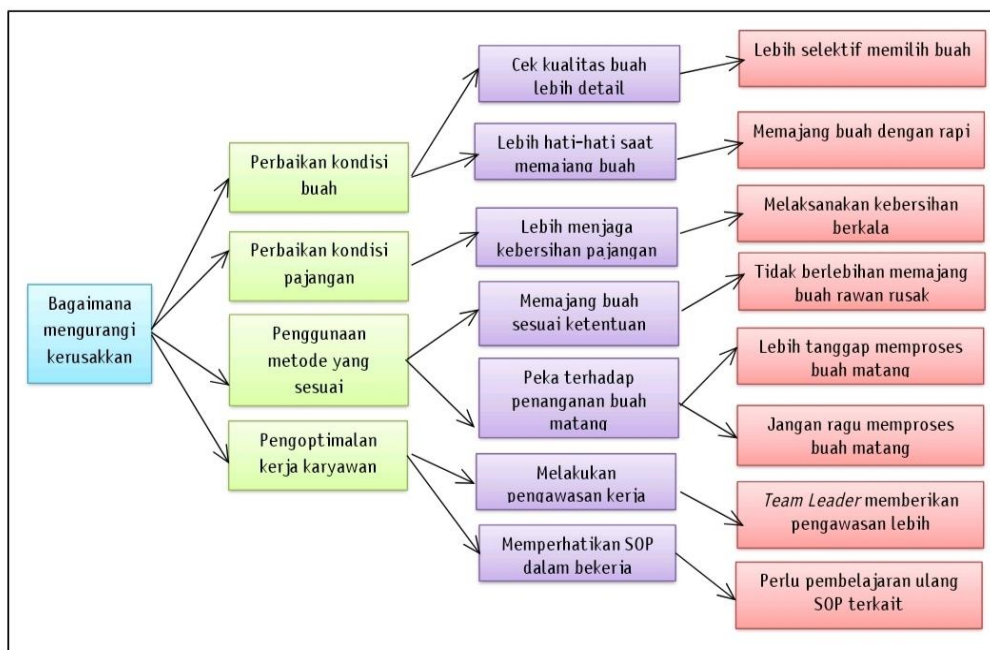 Bagaimana
mengurangi
kerusakkan
Perbaikan kondisi
buah
Perbaikan kondisi
pajangan
Penggunaan
metode yang
sesuai
Pengoptimalan
kerja karyawan
Cek kualitas buah
lebih detail
Lebih hati-hati saat
memajang buah
Lebih menjaga
kebersihan pajangan
Memajang buah
sesuai ketentuan
Peka terhadap
penanganan buah
matang
Melakukan
pengawasan kerja
Memperhatikan SOP
dalam bekerja
Lebih selektif memilih buah
Memajang buah dengan rapi
Melaksanakan kebersihan
berkala
Tidak berlebihan memajang
buah rawan rusak
Lebih tanggap memproses
buah matang
Jangan ragu memproses
buah matang
Team Leader memberikan
pengawasan lebih
Perlu pembelajaran ulang
SOP terkait